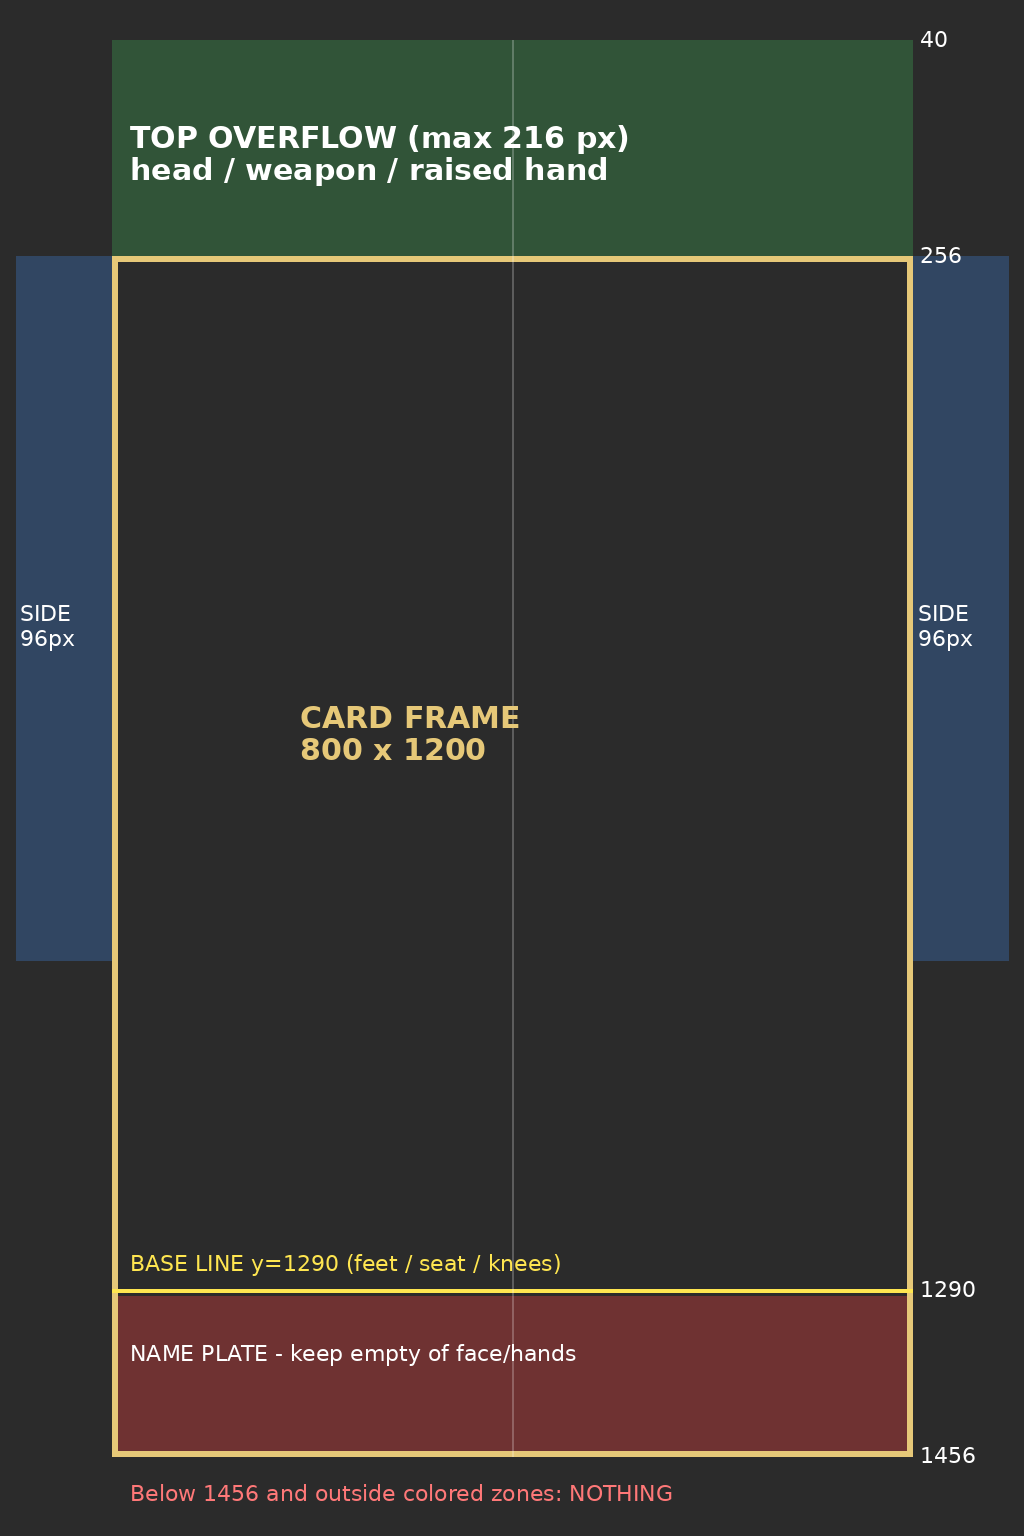 40
TOP OVERFLOW (max 216 px)
head / weapon / raised hand
256
SIDE
96px
SIDE
96px
CARD FRAME
800 x 1200
BASE LINE y=1290 (feet / seat / knees)
1290
NAME PLATE - keep empty of face/hands
1456
Below 1456 and outside colored zones: NOTHING